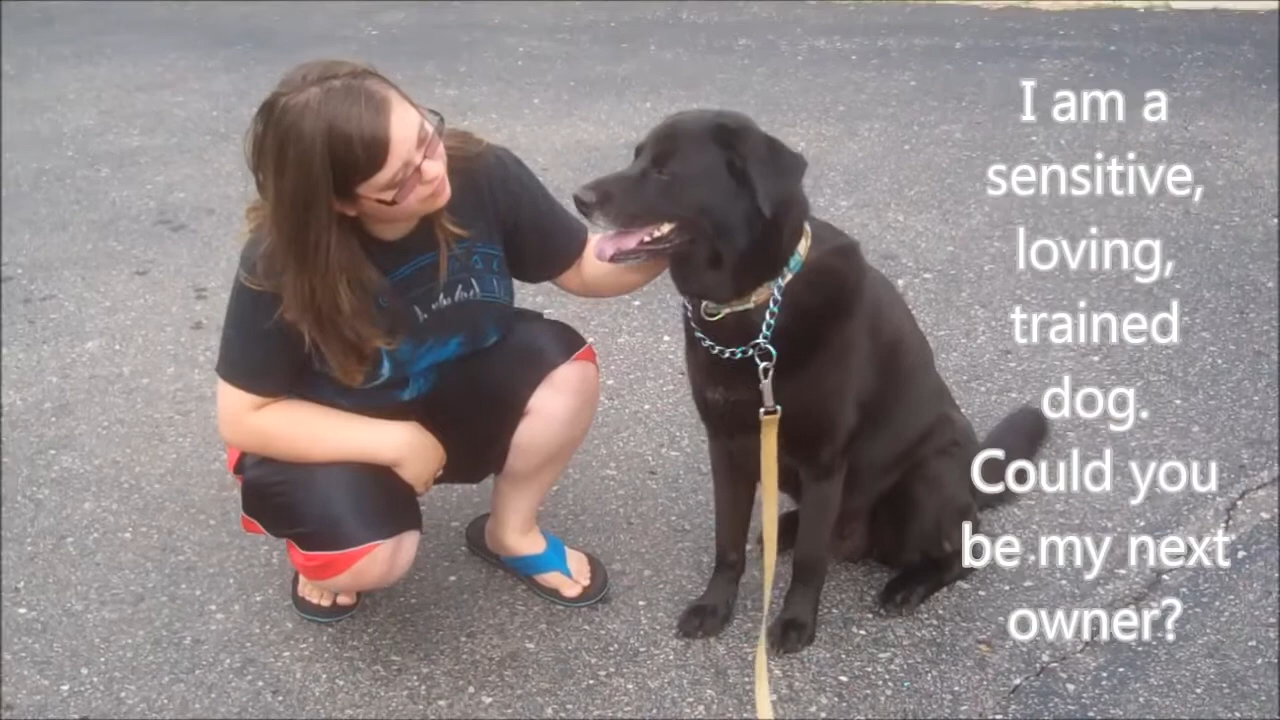 I am a
sensitive,
loving,
trained
dog.
Could you
be my next
owner?